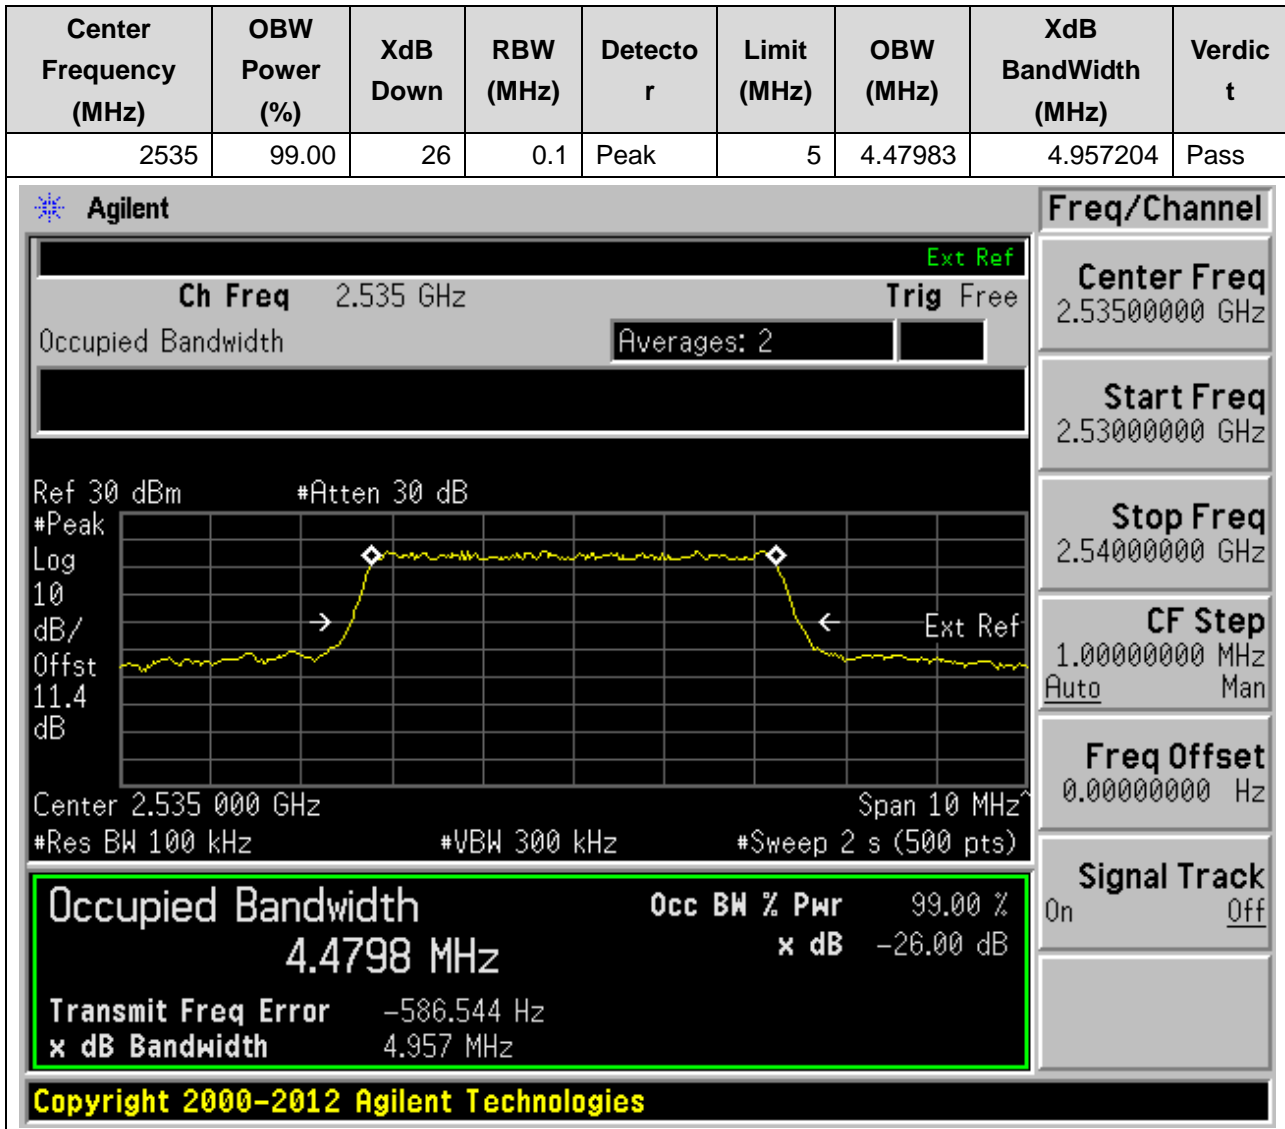 Center Frequency (MHz) OBW Power (%) XdB Down RBW (MHz) Detecto r Limit (MHz) OBW (MHz) XdB BandWidth (MHz) Verdic t
2535 99.00 26 0.1 Peak 5 4.47983 4.957204 Pass
Agilent
Freq/Channel
Ext Ref
Ch Freq 2.535 GHz Trig Free
Occupied Bandwidth Averages: 2
Center Freq
2.53500000 GHz
Start Freq
2.53000000 GHz
Stop Freq
2.54000000 GHz
CF Step
1.00000000 MHz
Auto Man
Freq Offset
0.00000000 Hz
Signal Track
On Off
Ref 30 dBm #Atten 30 dB
#Peak
Log
10
dB/
Offst
11.4
dB
Ext Ref
Center 2.535 000 GHz Span 10 MHz^
#Res BW 100 kHz #VBW 300 kHz #Sweep 2 s (500 pts)
Occupied Bandwidth Occ BW % Pwr 99.00 %
4.4798 MHz x dB -26.00 dB
Transmit Freq Error -586.544 Hz
x dB Bandwidth 4.957 MHz
Copyright 2000-2012 Agilent Technologies